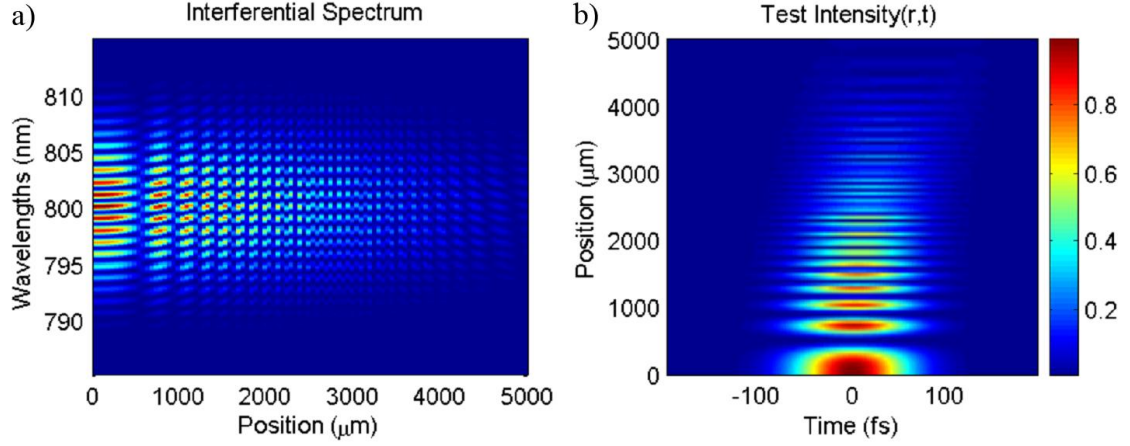 a)
Interferential Spectrum
Wavelengths (nm)
810
805
800
795
790
0 1000 2000 3000 4000 5000
Position (μm)
b)
Test Intensity(r,t)
Position (μm)
5000
4000
3000
2000
1000
0
-100 0 100
Time (fs)
0.8
0.6
0.4
0.2